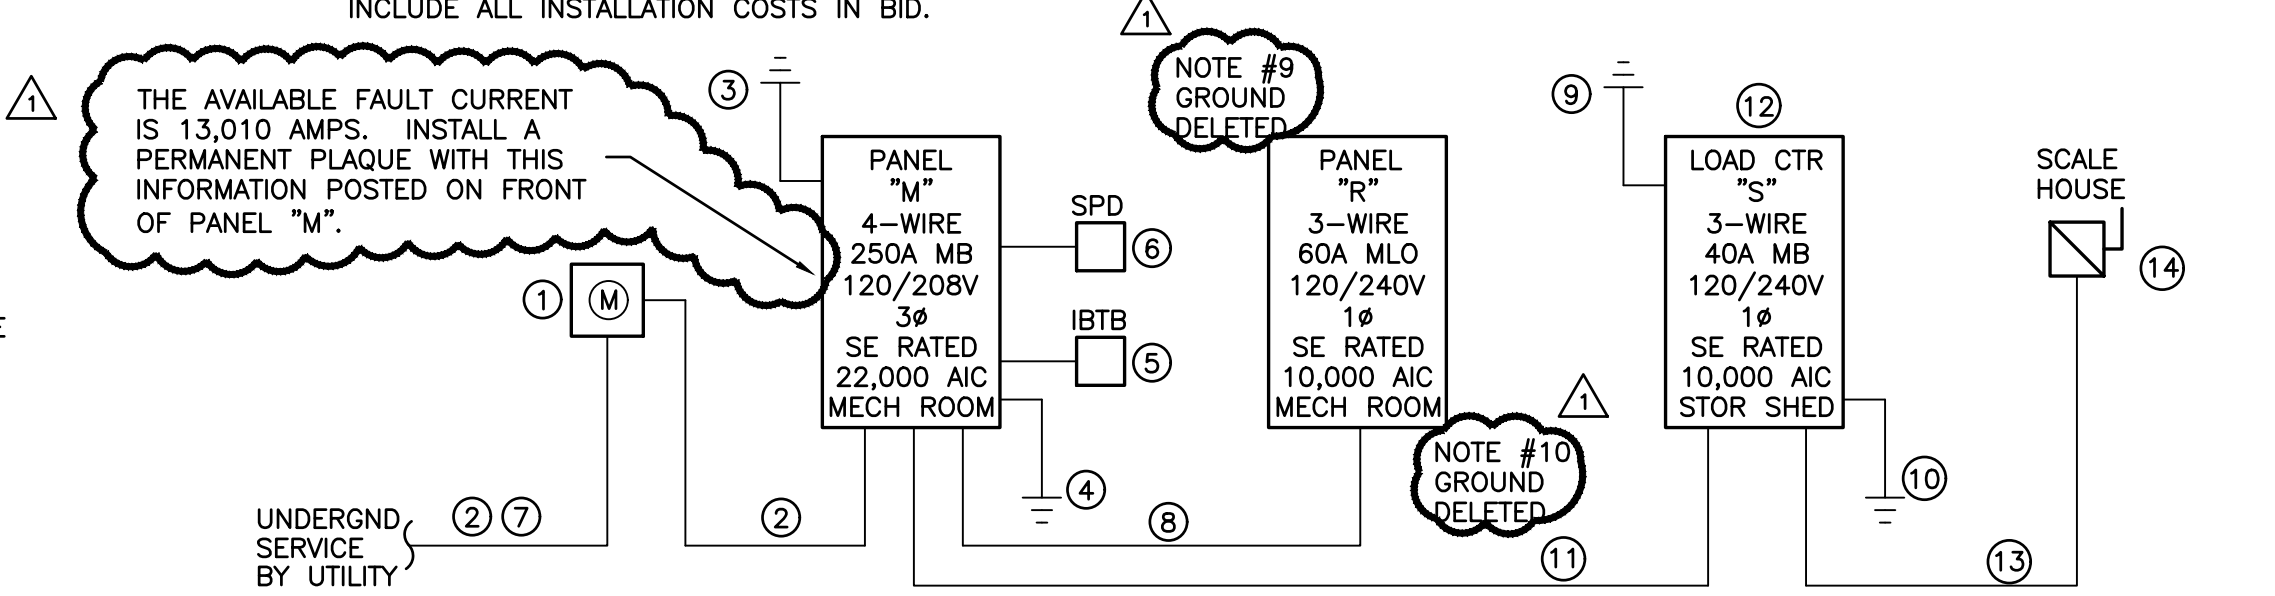 INCLUDE ALL INSTALLATION COSTS IN BID.
1
THE AVAILABLE FAULT CURRENT
IS 13,010 AMPS. INSTALL A
PERMANENT PLAQUE WITH THIS
INFORMATION POSTED ON FRONT
OF PANEL "M".
1
3
1
M
UNDERGND
SERVICE
BY UTILITY
2 7
2
PANEL
"M"
4-WIRE
250A MB
120/208V
3ø
SE RATED
22,000 AIC
MECH ROOM
SPD
6
IBTB
5
4
1
NOTE #9
GROUND
DELETED
PANEL
"R"
3-WIRE
60A MLO
120/240V
1ø
SE RATED
10,000 AIC
MECH ROOM
8
1
NOTE #10
GROUND
DELETED
11
9
12
LOAD CTR
"S"
3-WIRE
40A MB
120/240V
1ø
SE RATED
10,000 AIC
STOR SHED
10
13
SCALE
HOUSE
14